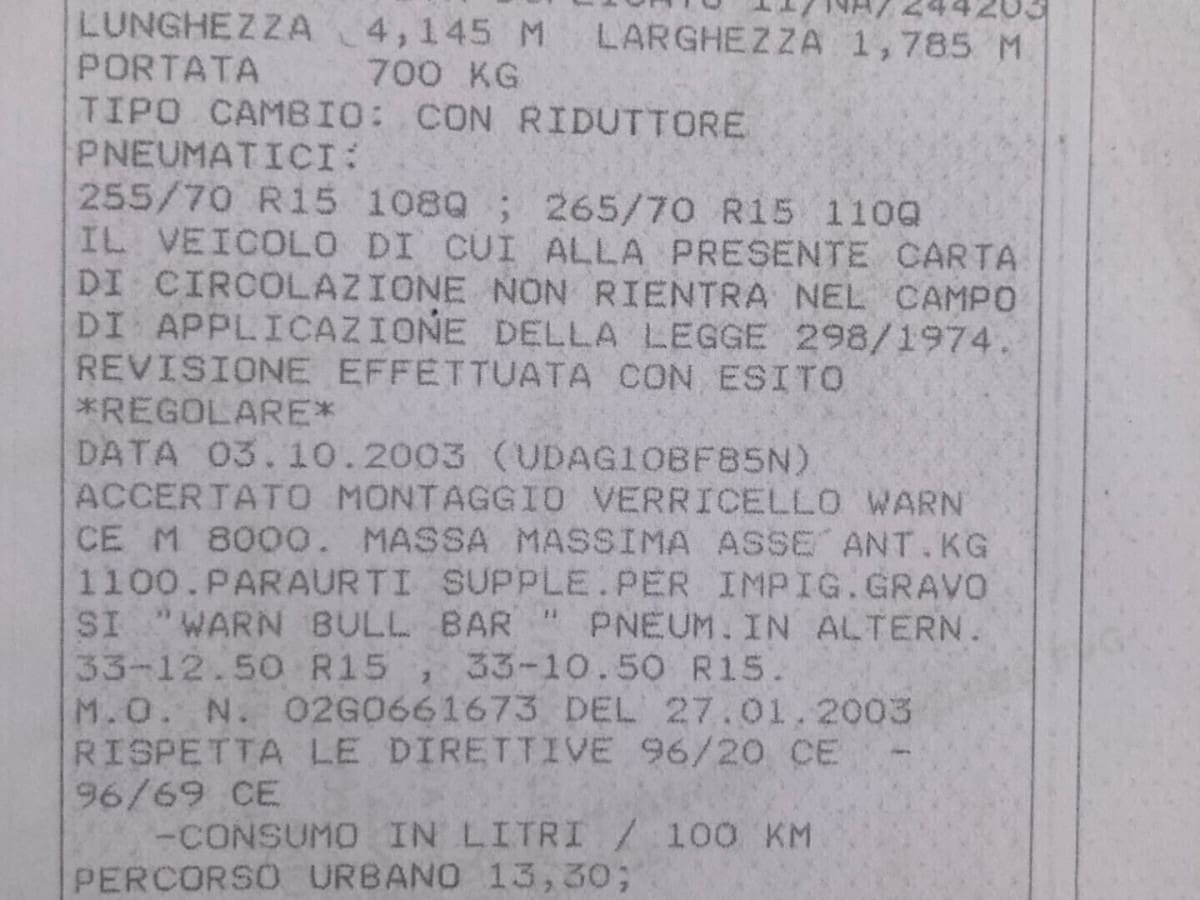 11/NA/244203
LUNGHEZZA 4,145 M LARGHEZZA 1,785 M
PORTATA 700 KG
TIPO CAMBIO: CON RIDUTTORE
PNEUMATICI:
255/70 R15 108Q ; 265/70 R15 110Q
IL VEICOLO DI CUI ALLA PRESENTE CARTA
DI CIRCOLAZIONE NON RIENTRA NEL CAMPO
DI APPLICAZIONE DELLA LEGGE 298/1974.
REVISIONE EFFETTUATA CON ESITO
*REGOLARE*
DATA 03.10.2003 (UDAG10BF85N)
ACCERTATO MONTAGGIO VERRICELLO WARN
CE M 8000. MASSA MASSIMA ASSE ANT.KG
1100.PARAURTI SUPPLE.PER IMPIG.GRAVO
SI "WARN BULL BAR " PNEUM.IN ALTERN.
33-12.50 R15 , 33-10.50 R15.
M.O. N. 02G0661673 DEL 27.01.2003
RISPETTA LE DIRETTIVE 96/20 CE -
96/69 CE
-CONSUMO IN LITRI / 100 KM
PERCORSO URBANO 13,30;